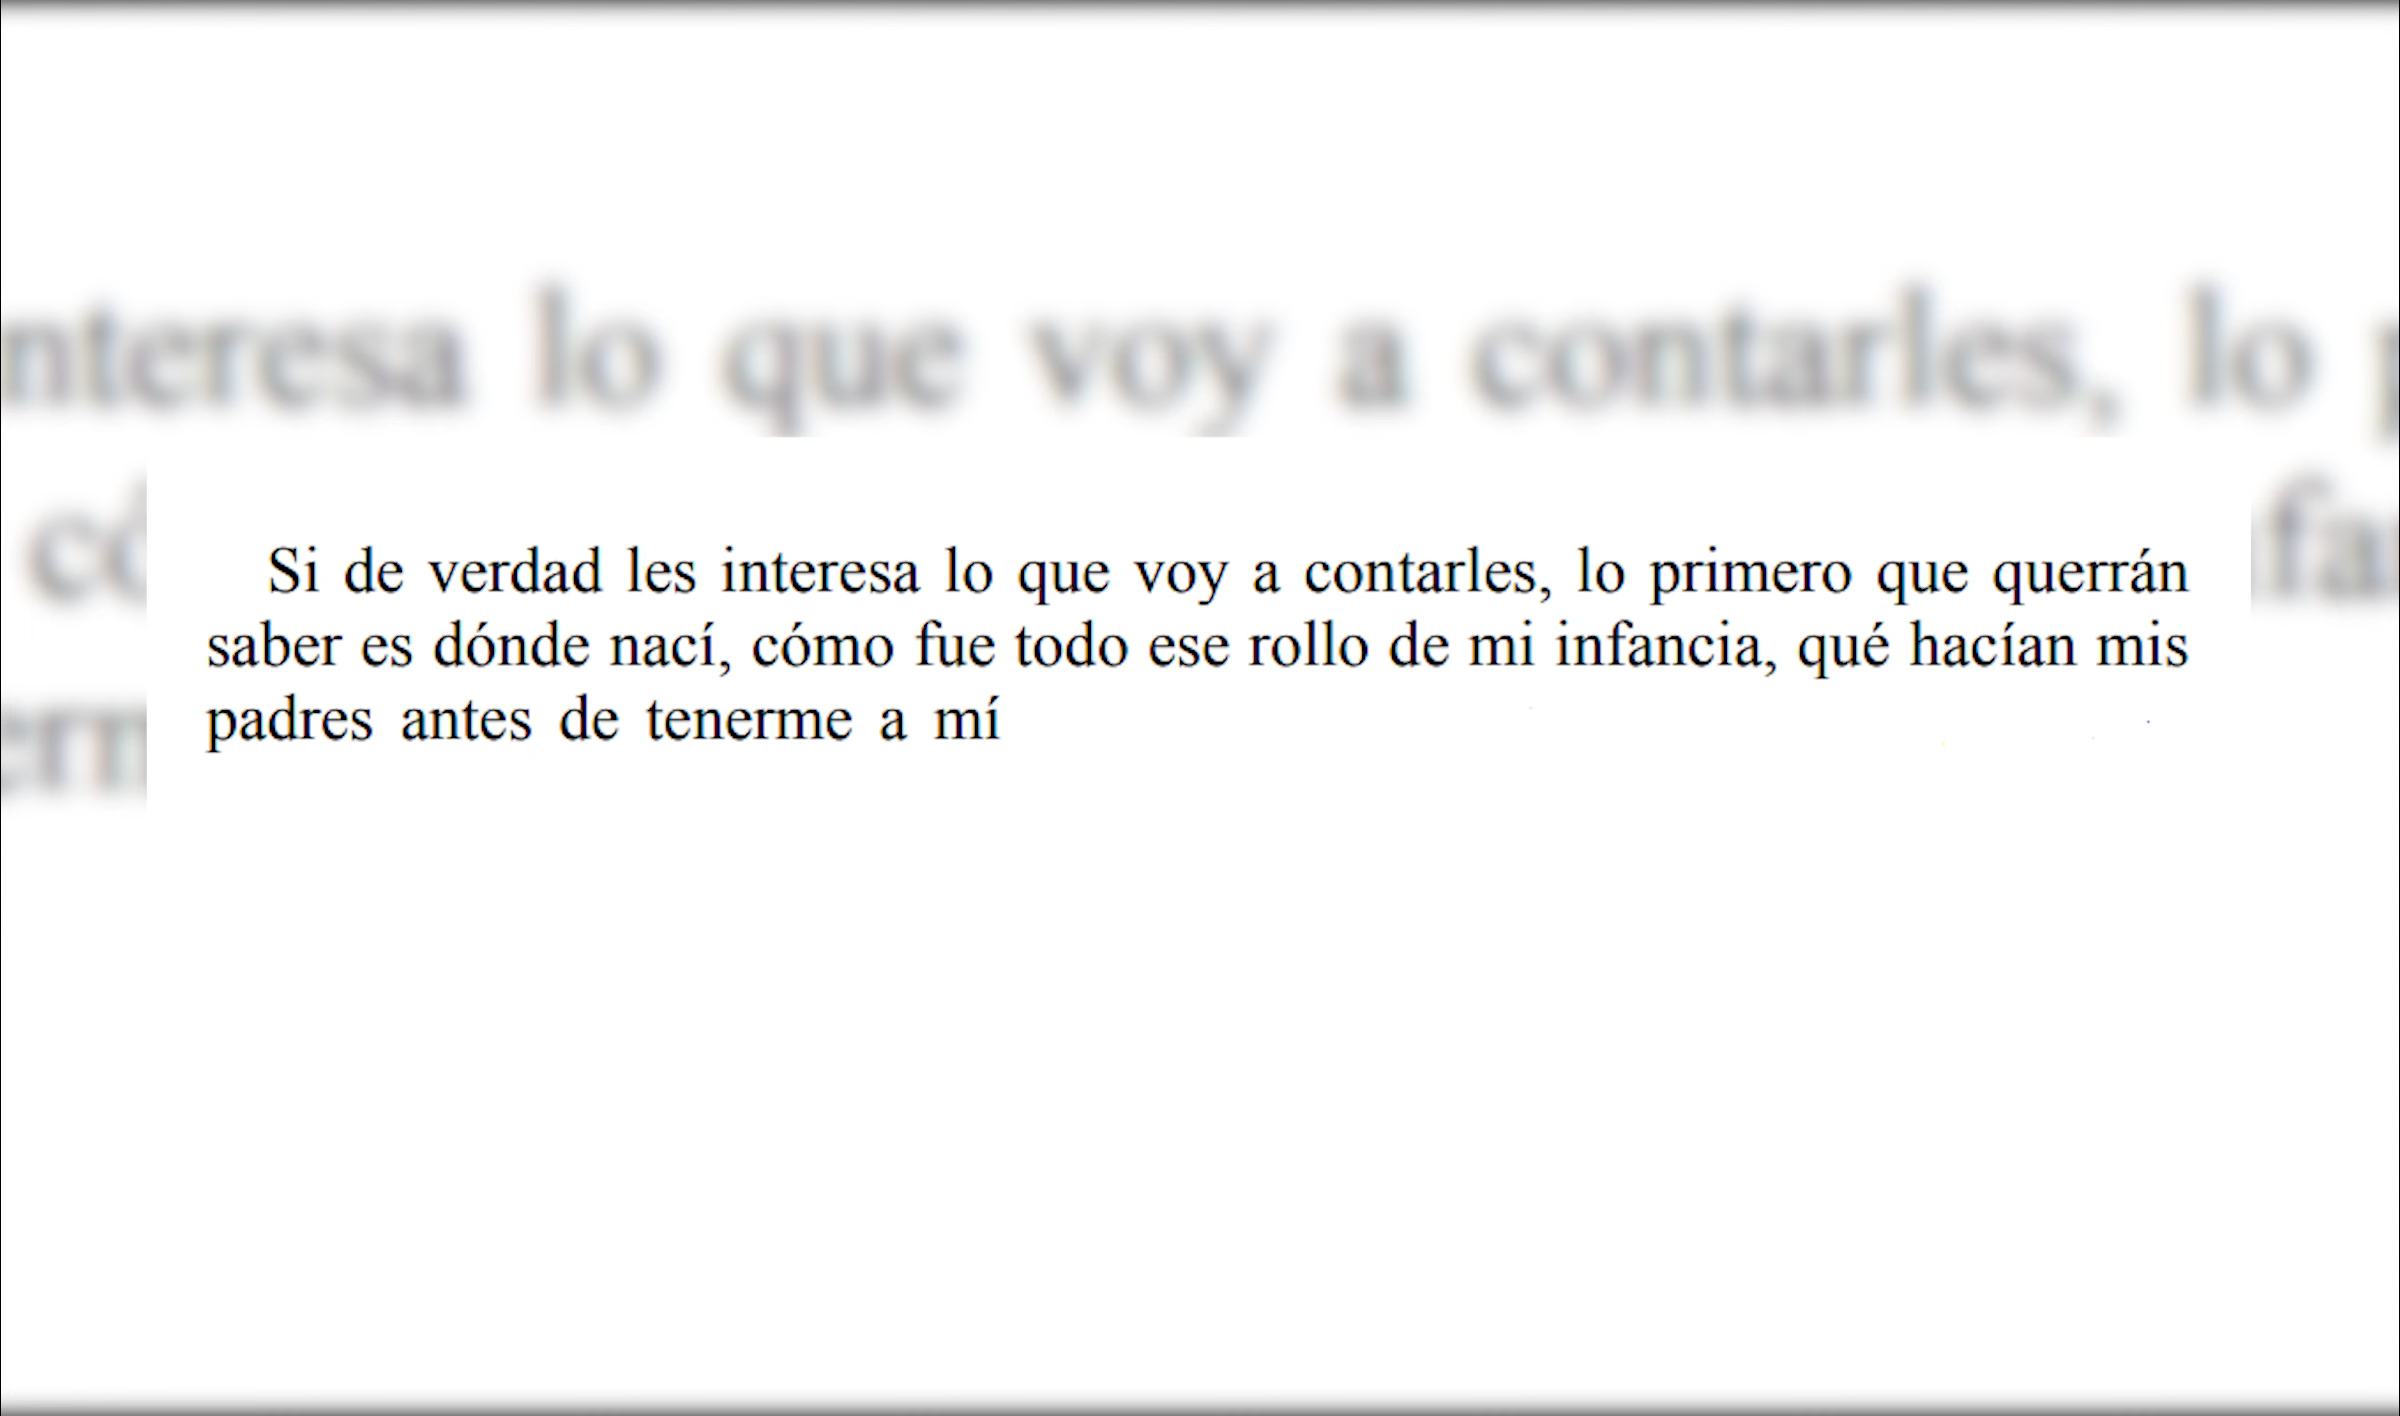 nteresa lo que voy a contarles, lo p
Si de verdad les interesa lo que voy a contarles, lo primero que querrán
saber es dónde nací, cómo fue todo ese rollo de mi infancia, qué hacían mis
padres antes de tenerme a mí